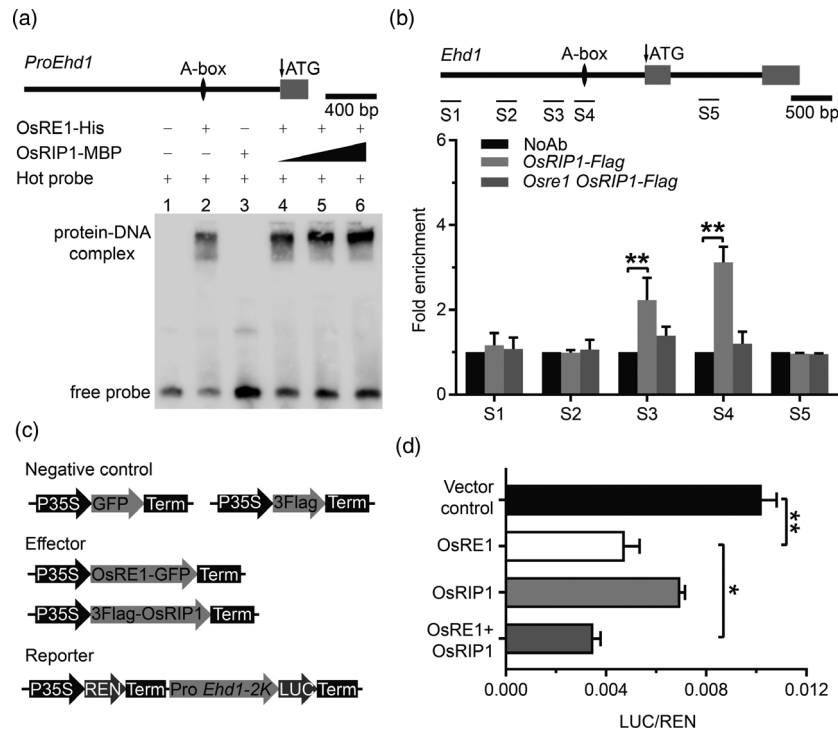 (a)
ProEhd1
A-box
ATG
400 bp
OsRE1-His − + − + + +
OsRIP1-MBP − − +
Hot probe + + + + + +
1 2 3 4 5 6
protein-DNA
complex
free probe
(b)
Ehd1
A-box
ATG
S1 S2 S3 S4 S5
500 bp
NoAb
OsRIP1-Flag
Osre1 OsRIP1-Flag
Fold enrichment
6
4
2
0
** **
S1 S2 S3 S4 S5
(c)
Negative control
P35S GFP Term P35S 3Flag Term
Effector
P35S OsRE1-GFP Term
P35S 3Flag-OsRIP1 Term
Reporter
P35S REN Term Pro Ehd1-2K LUC Term
(d)
Vector
control
OsRE1
OsRIP1
OsRE1+
OsRIP1
**
*
0.000 0.004 0.008 0.012
LUC/REN